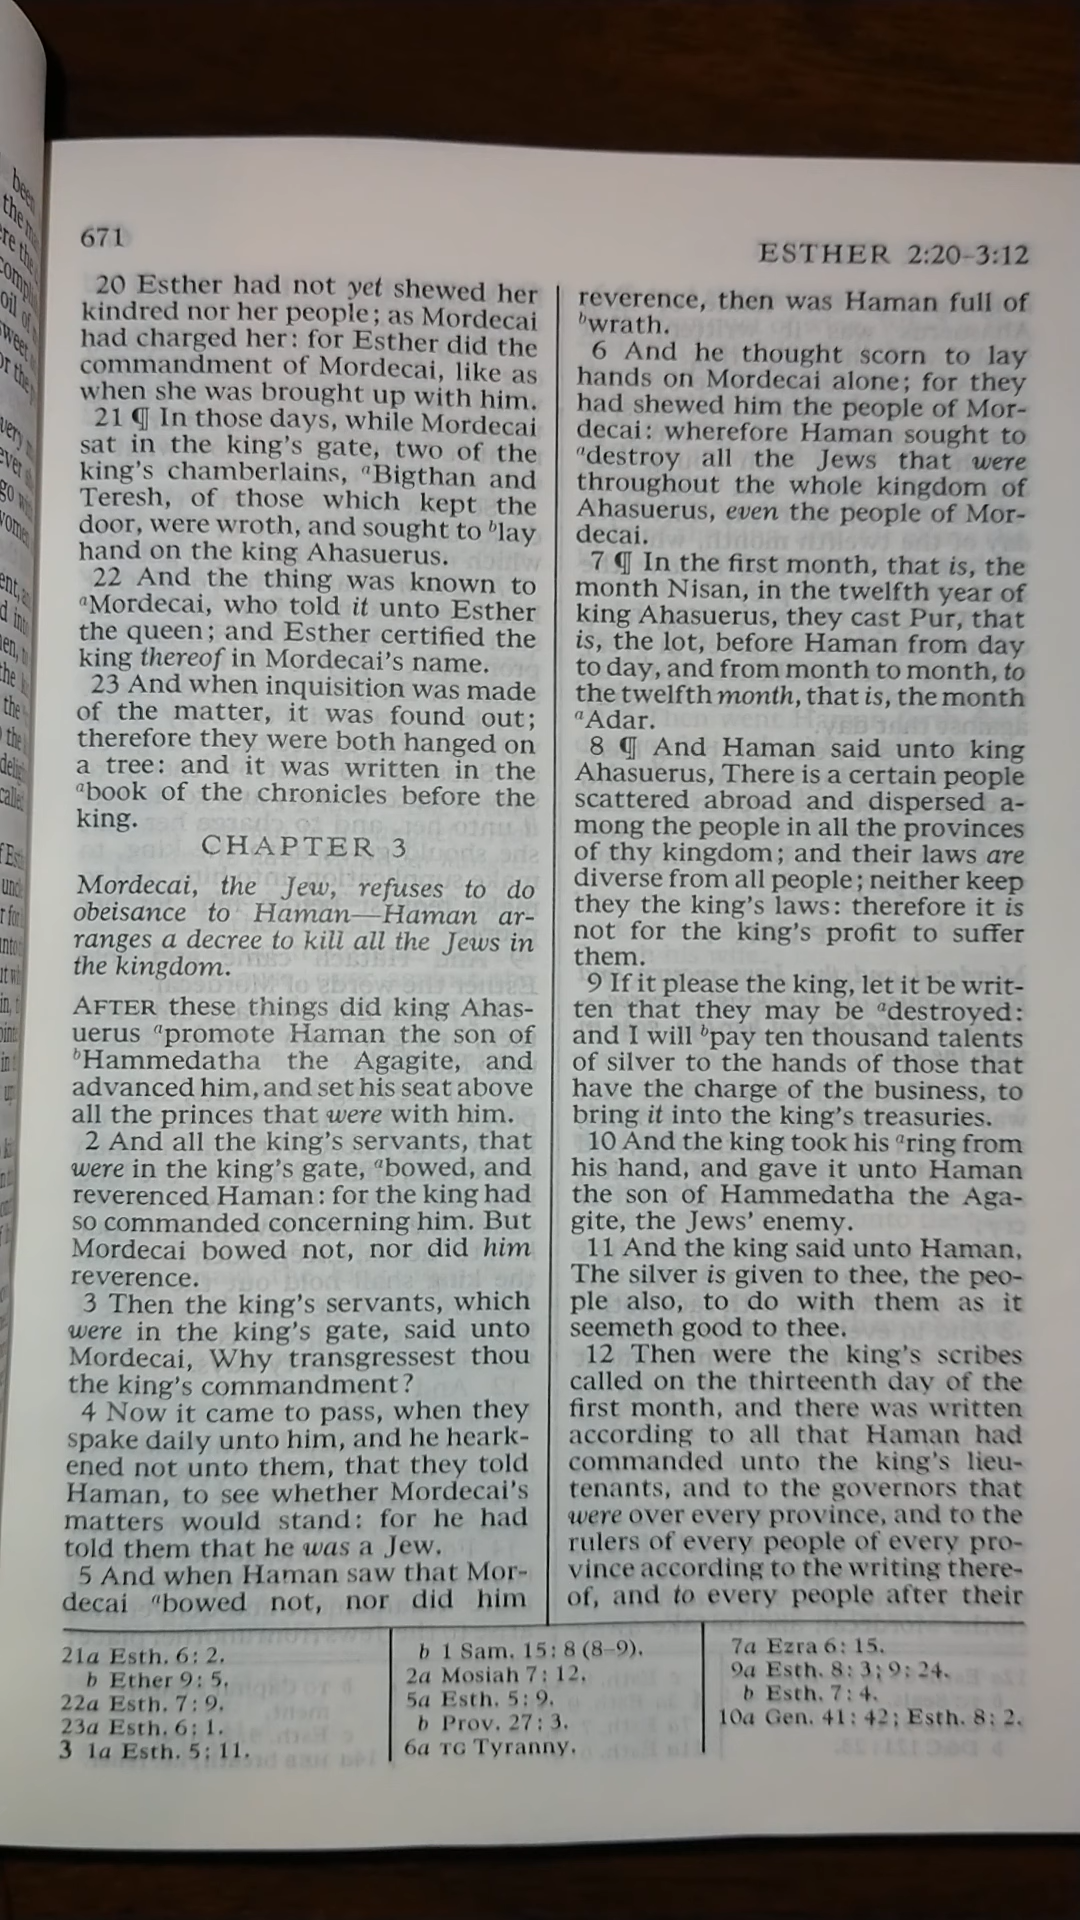 671
ESTHER 2:20–3:12
20 Esther had not yet shewed her
kindred nor her people; as Mordecai
had charged her: for Esther did the
commandment of Mordecai, like as
when she was brought up with him.
21 ¶ In those days, while Mordecai
sat in the king's gate, two of the
king's chamberlains, aBigthan and
Teresh, of those which kept the
door, were wroth, and sought to blay
hand on the king Ahasuerus.
22 And the thing was known to
aMordecai, who told it unto Esther
the queen; and Esther certified the
king thereof in Mordecai's name.
23 And when inquisition was made
of the matter, it was found out;
therefore they were both hanged on
a tree: and it was written in the
abook of the chronicles before the
king.
CHAPTER 3
Mordecai, the Jew, refuses to do
obeisance to Haman—Haman ar-
ranges a decree to kill all the Jews in
the kingdom.
AFTER these things did king Ahas-
uerus apromote Haman the son of
bHammedatha the Agagite, and
advanced him, and set his seat above
all the princes that were with him.
2 And all the king's servants, that
were in the king's gate, abowed, and
reverenced Haman: for the king had
so commanded concerning him. But
Mordecai bowed not, nor did him
reverence.
3 Then the king's servants, which
were in the king's gate, said unto
Mordecai, Why transgressest thou
the king's commandment?
4 Now it came to pass, when they
spake daily unto him, and he heark-
ened not unto them, that they told
Haman, to see whether Mordecai's
matters would stand: for he had
told them that he was a Jew.
5 And when Haman saw that Mor-
decai abowed not, nor did him
reverence, then was Haman full of
bwrath.
6 And he thought scorn to lay
hands on Mordecai alone; for they
had shewed him the people of Mor-
decai: wherefore Haman sought to
adestroy all the Jews that were
throughout the whole kingdom of
Ahasuerus, even the people of Mor-
decai.
7 ¶ In the first month, that is, the
month Nisan, in the twelfth year of
king Ahasuerus, they cast Pur, that
is, the lot, before Haman from day
to day, and from month to month, to
the twelfth month, that is, the month
aAdar.
8 ¶ And Haman said unto king
Ahasuerus, There is a certain people
scattered abroad and dispersed a-
mong the people in all the provinces
of thy kingdom; and their laws are
diverse from all people; neither keep
they the king's laws: therefore it is
not for the king's profit to suffer
them.
9 If it please the king, let it be writ-
ten that they may be adestroyed:
and I will bpay ten thousand talents
of silver to the hands of those that
have the charge of the business, to
bring it into the king's treasuries.
10 And the king took his aring from
his hand, and gave it unto Haman
the son of Hammedatha the Aga-
gite, the Jews' enemy.
11 And the king said unto Haman,
The silver is given to thee, the peo-
ple also, to do with them as it
seemeth good to thee.
12 Then were the king's scribes
called on the thirteenth day of the
first month, and there was written
according to all that Haman had
commanded unto the king's lieu-
tenants, and to the governors that
were over every province, and to the
rulers of every people of every pro-
vince according to the writing there-
of, and to every people after their
21a Esth. 6: 2.
b Ether 9: 5.
22a Esth. 7: 9.
23a Esth. 6: 1.
3 1a Esth. 5: 11.
b 1 Sam. 15: 8 (8–9).
2a Mosiah 7: 12.
5a Esth. 5: 9.
b Prov. 27: 3.
6a TG Tyranny.
7a Ezra 6: 15.
9a Esth. 8: 3; 9: 24.
b Esth. 7: 4.
10a Gen. 41: 42; Esth. 8: 2.